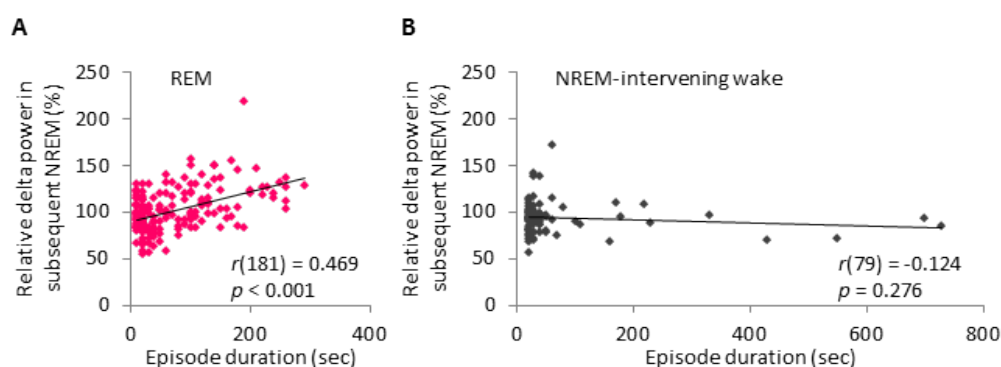 A
Relative delta power in
subsequent NREM (%)
250
200
150
100
50
0
REM
r(181) = 0.469
p < 0.001
0 200 400
Episode duration (sec)
B
Relative delta power in
subsequent NREM (%)
250
200
150
100
50
0
NREM-intervening wake
r(79) = -0.124
p = 0.276
0 200 400 600 800
Episode duration (sec)